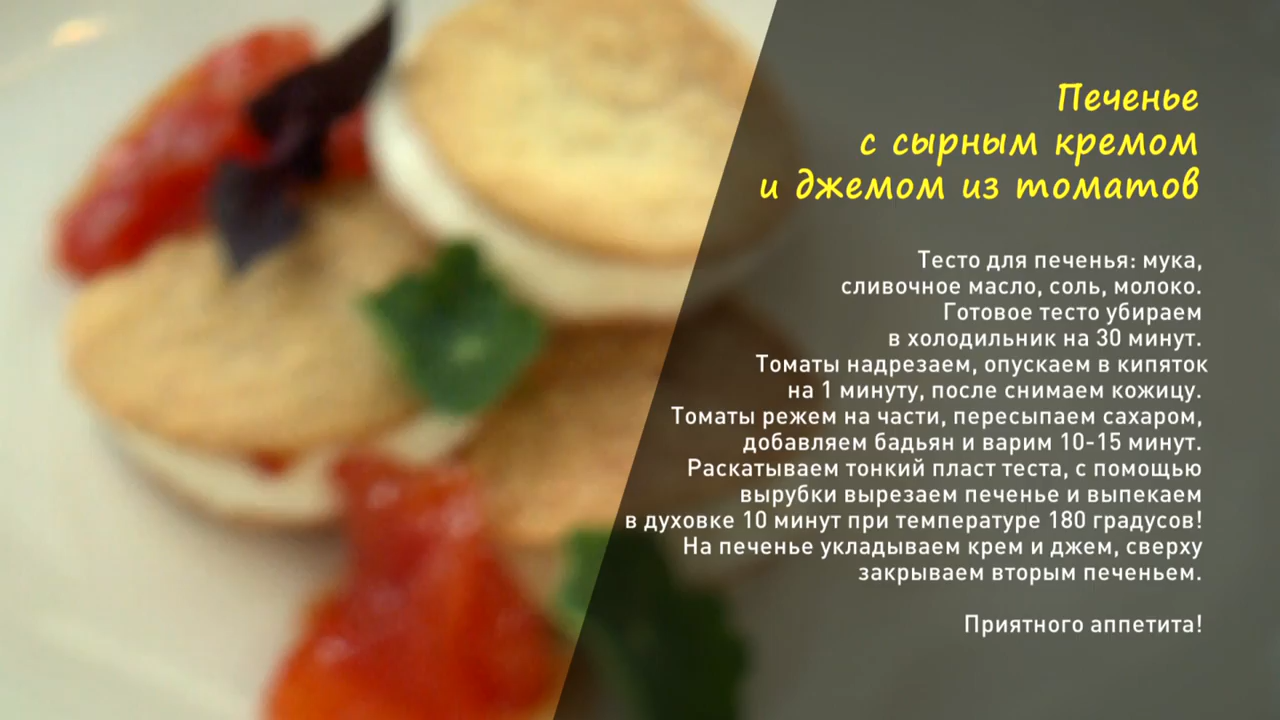 Печенье
с сырным кремом
и джемом из томатов
Тесто для печенья: мука,
сливочное масло, соль, молоко.
Готовое тесто убираем
в холодильник на 30 минут.
Томаты надрезаем, опускаем в кипяток
на 1 минуту, после снимаем кожицу.
Томаты режем на части, пересыпаем сахаром,
добавляем бадьян и варим 10-15 минут.
Раскатываем тонкий пласт теста, с помощью
вырубки вырезаем печенье и выпекаем
в духовке 10 минут при температуре 180 градусов!
На печенье укладываем крем и джем, сверху
закрываем вторым печеньем.
Приятного аппетита!